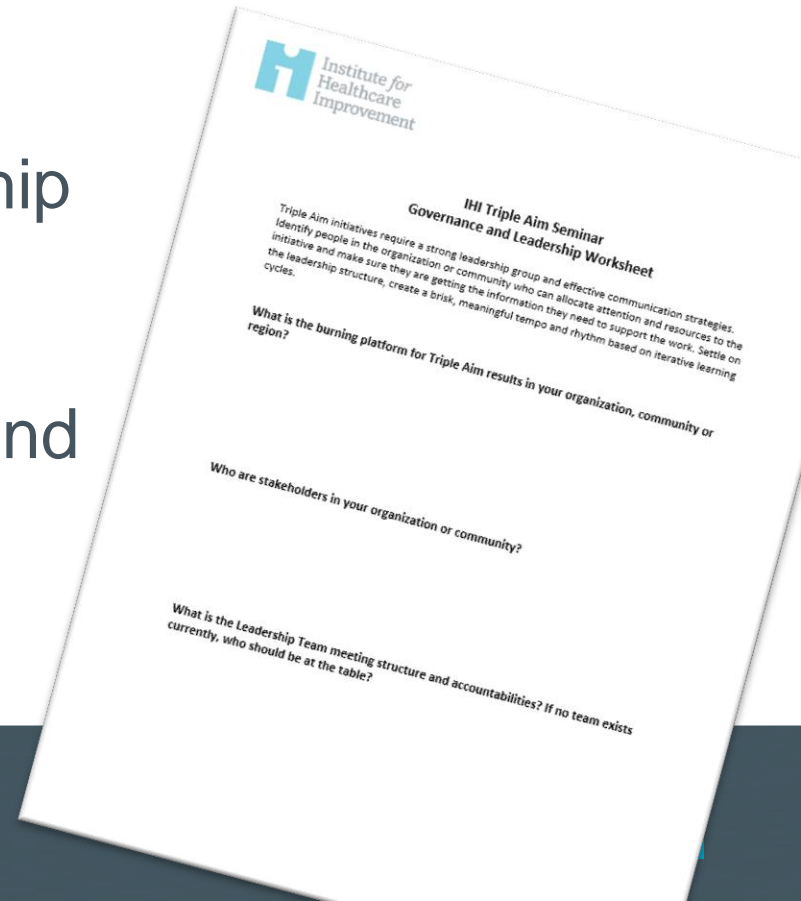 hip
nd
Institute for
Healthcare
Improvement
IHI Triple Aim Seminar
Governance and Leadership Worksheet
Triple Aim initiatives require a strong leadership group and effective communication strategies.
Identify people in the organization or community who can allocate attention and resources to the
initiative and make sure they are getting the information they need to support the work. Settle on
the leadership structure, create a brisk, meaningful tempo and rhythm based on iterative learning
cycles.
What is the burning platform for Triple Aim results in your organization, community or
region?
Who are stakeholders in your organization or community?
What is the Leadership Team meeting structure and accountabilities? If no team exists
currently, who should be at the table?